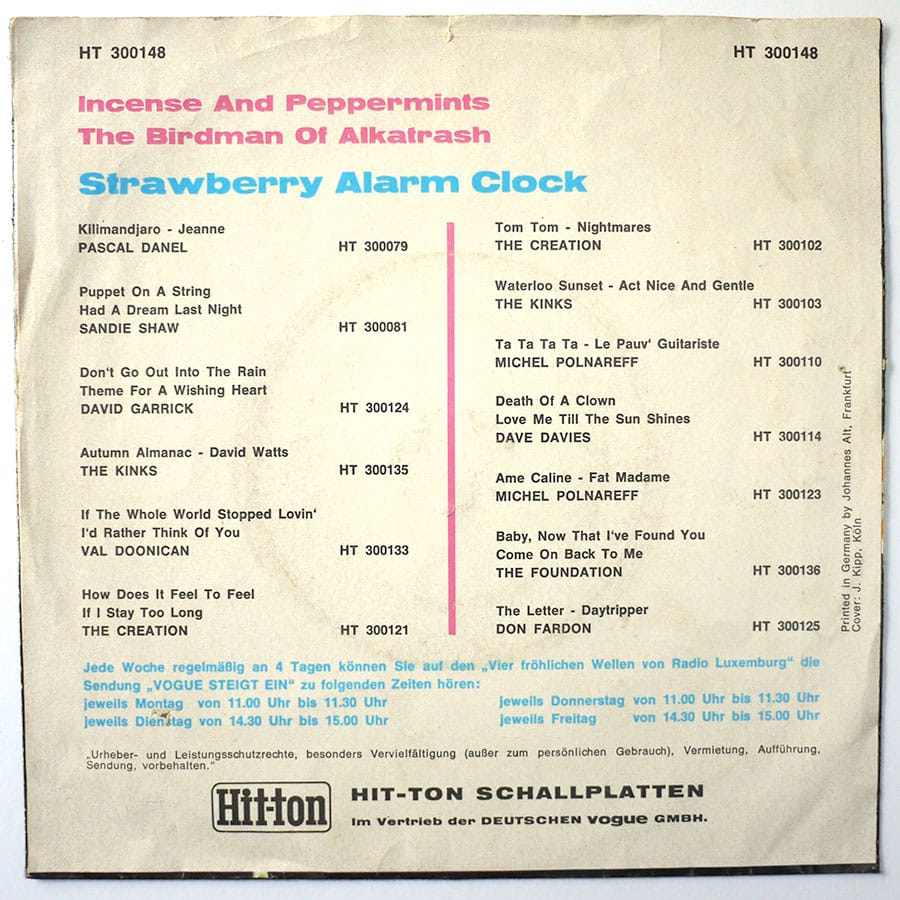 HT 300148
HT 300148
Incense And Peppermints
The Birdman Of Alkatrash
Strawberry Alarm Clock
Kilimandjaro - Jeanne
PASCAL DANEL HT 300079
Puppet On A String
Had A Dream Last Night
SANDIE SHAW HT 300081
Don't Go Out Into The Rain
Theme For A Wishing Heart
DAVID GARRICK HT 300124
Autumn Almanac - David Watts
THE KINKS HT 300135
If The Whole World Stopped Lovin'
I'd Rather Think Of You
VAL DOONICAN HT 300133
How Does It Feel To Feel
If I Stay Too Long
THE CREATION HT 300121
Tom Tom - Nightmares
THE CREATION HT 300102
Waterloo Sunset - Act Nice And Gentle
THE KINKS HT 300103
Ta Ta Ta Ta - Le Pauv' Guitariste
MICHEL POLNAREFF HT 300110
Death Of A Clown
Love Me Till The Sun Shines
DAVE DAVIES HT 300114
Ame Caline - Fat Madame
MICHEL POLNAREFF HT 300123
Baby, Now That I've Found You
Come On Back To Me
THE FOUNDATION HT 300136
The Letter - Daytripper
DON FARDON HT 300125
Printed in Germany by Johannes Alt, Frankfurt
Cover: J. Kipp, Köln
Jede Woche regelmäßig an 4 Tagen können Sie auf den „Vier fröhlichen Wellen von Radio Luxemburg" die
Sendung „VOGUE STEIGT EIN" zu folgenden Zeiten hören:
jeweils Montag von 11.00 Uhr bis 11.30 Uhr
jeweils Dienstag von 14.30 Uhr bis 15.00 Uhr
jeweils Donnerstag von 11.00 Uhr bis 11.30 Uhr
jeweils Freitag von 14.30 Uhr bis 15.00 Uhr
„Urheber- und Leistungsschutzrechte, besonders Vervielfältigung (außer zum persönlichen Gebrauch), Vermietung, Aufführung,
Sendung, vorbehalten."
Hit-ton
HIT-TON SCHALLPLATTEN
Im Vertrieb der DEUTSCHEN VOGUE GMBH.